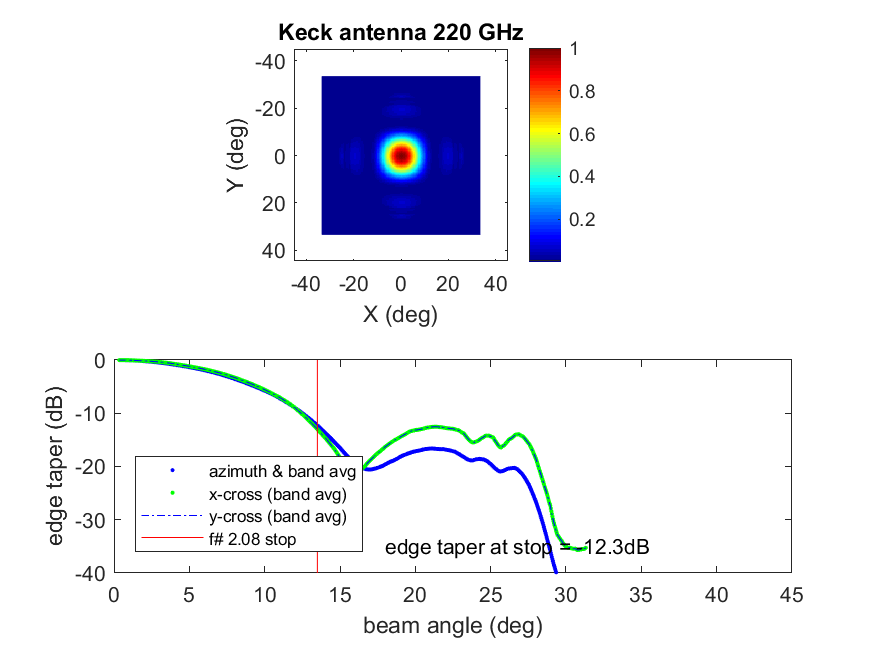 Keck antenna 220 GHz
-40
-20
0
20
40
Y (deg)
-40 -20 0 20 40
X (deg)
1
0.8
0.6
0.4
0.2
0
-10
-20
-30
-40
edge taper (dB)
azimuth & band avg
x-cross (band avg)
y-cross (band avg)
f# 2.08 stop
edge taper at stop = -12.3dB
0 5 10 15 20 25 30 35 40 45
beam angle (deg)